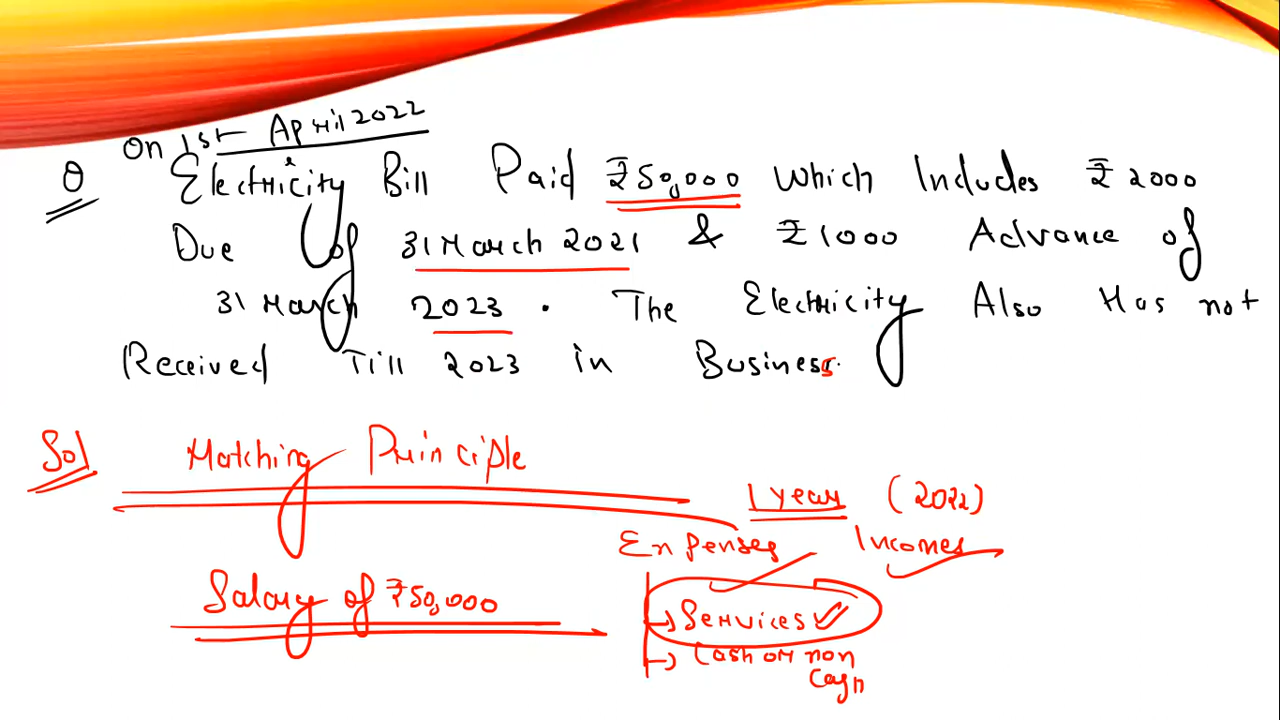 On 1st April 2022
Q Electricity Bill Paid ₹50,000 Which Includes ₹2000
Due of 31 March 2021 & ₹1000 Advance of
31 March 2023. The Electricity Also Has not
Received Till 2023 in Business.
Sol Matching Principle
1 year (2022)
Expenses Incomes
Salary of ₹50,000 → Services
→ Cash or non
Cash